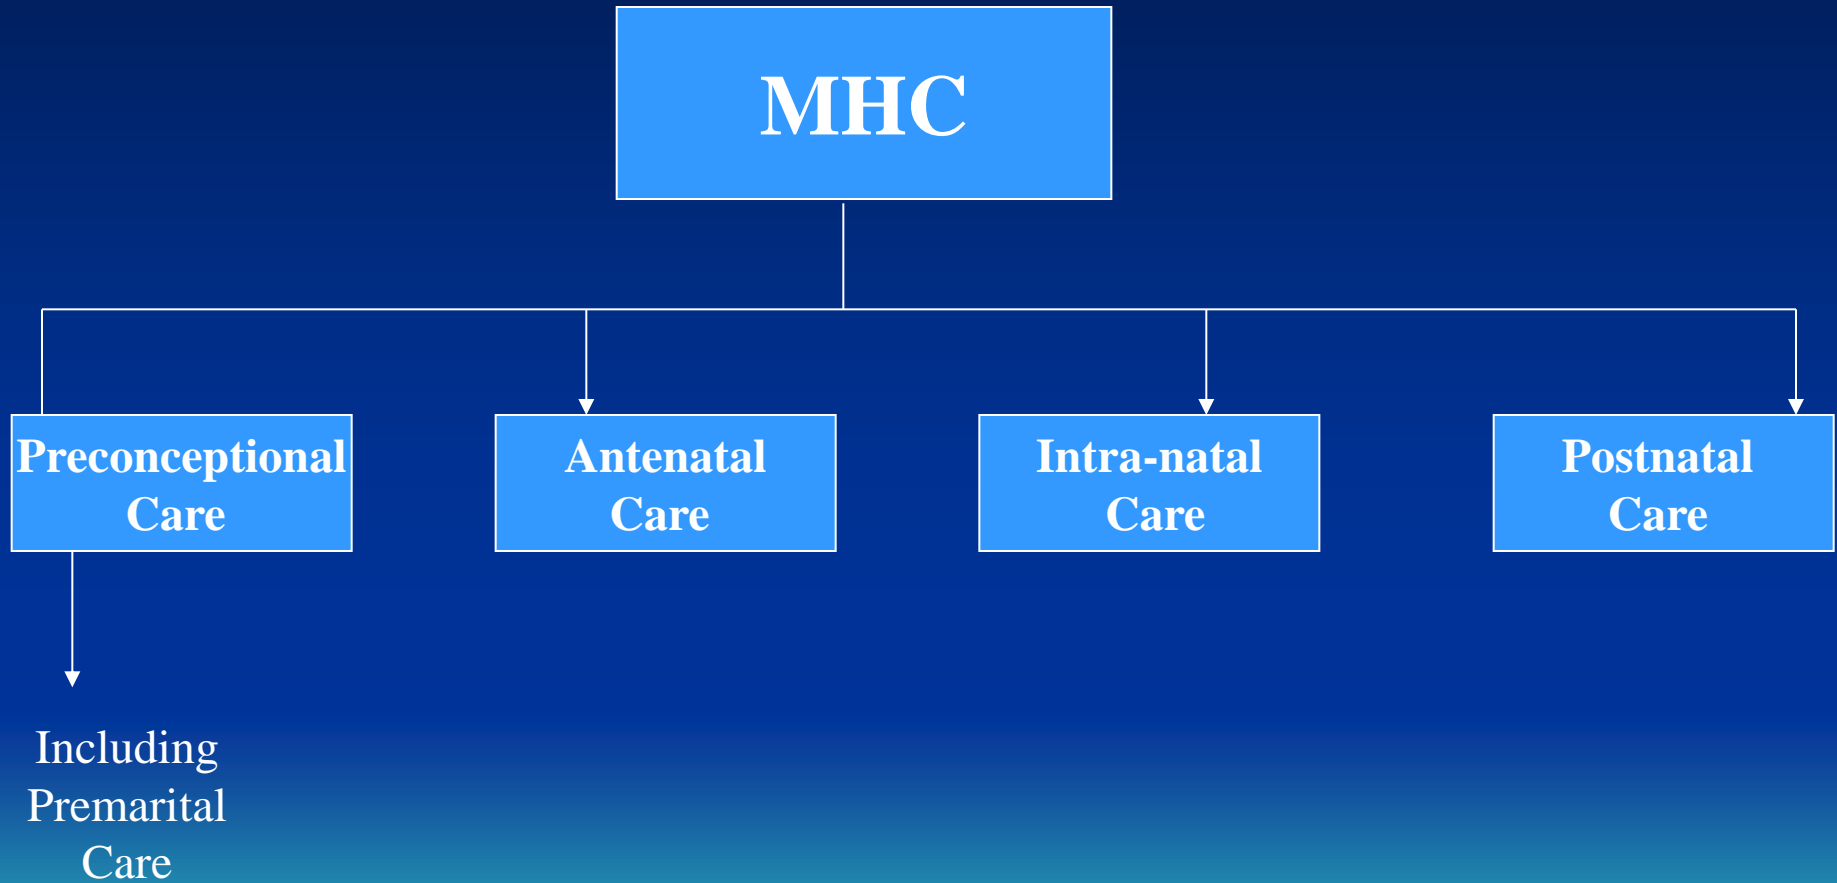 MHC
Preconceptional
Care
Antenatal
Care
Intra-natal
Care
Postnatal
Care
Including
Premarital
Care